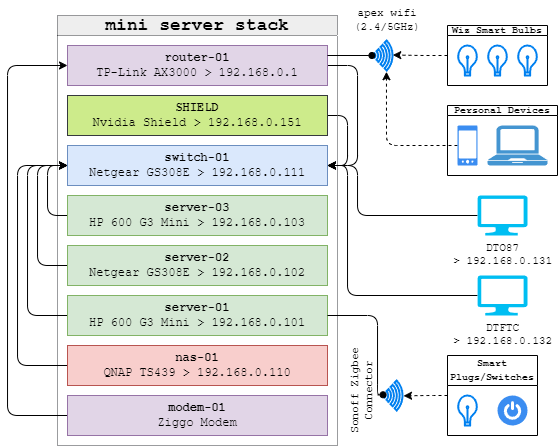 mini server stack
router-01
TP-Link AX3000 > 192.168.0.1
SHIELD
Nvidia Shield > 192.168.0.151
switch-01
Netgear GS308E > 192.168.0.111
server-03
HP 600 G3 Mini > 192.168.0.103
server-02
Netgear GS308E > 192.168.0.102
server-01
HP 600 G3 Mini > 192.168.0.101
nas-01
QNAP TS439 > 192.168.0.110
modem-01
Ziggo Modem
apex wifi
(2.4/5GHz)
Wiz Smart Bulbs
Personal Devices
DTO87
> 192.168.0.131
DTFTC
> 192.168.0.132
Sonoff Zigbee
Connector
Smart
Plugs/Switches